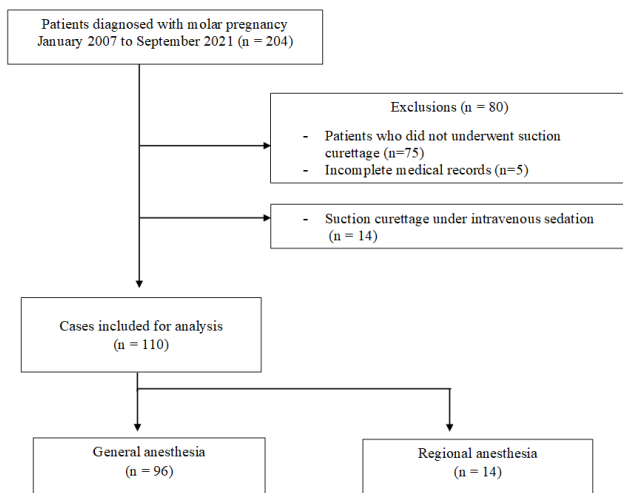 Patients diagnosed with molar pregnancy
January 2007 to September 2021 (n = 204)
Exclusions (n = 80)
- Patients who did not underwent suction
curettage (n=75)
- Incomplete medical records (n=5)
- Suction curettage under intravenous sedation
(n = 14)
Cases included for analysis
(n = 110)
General anesthesia
(n = 96)
Regional anesthesia
(n = 14)